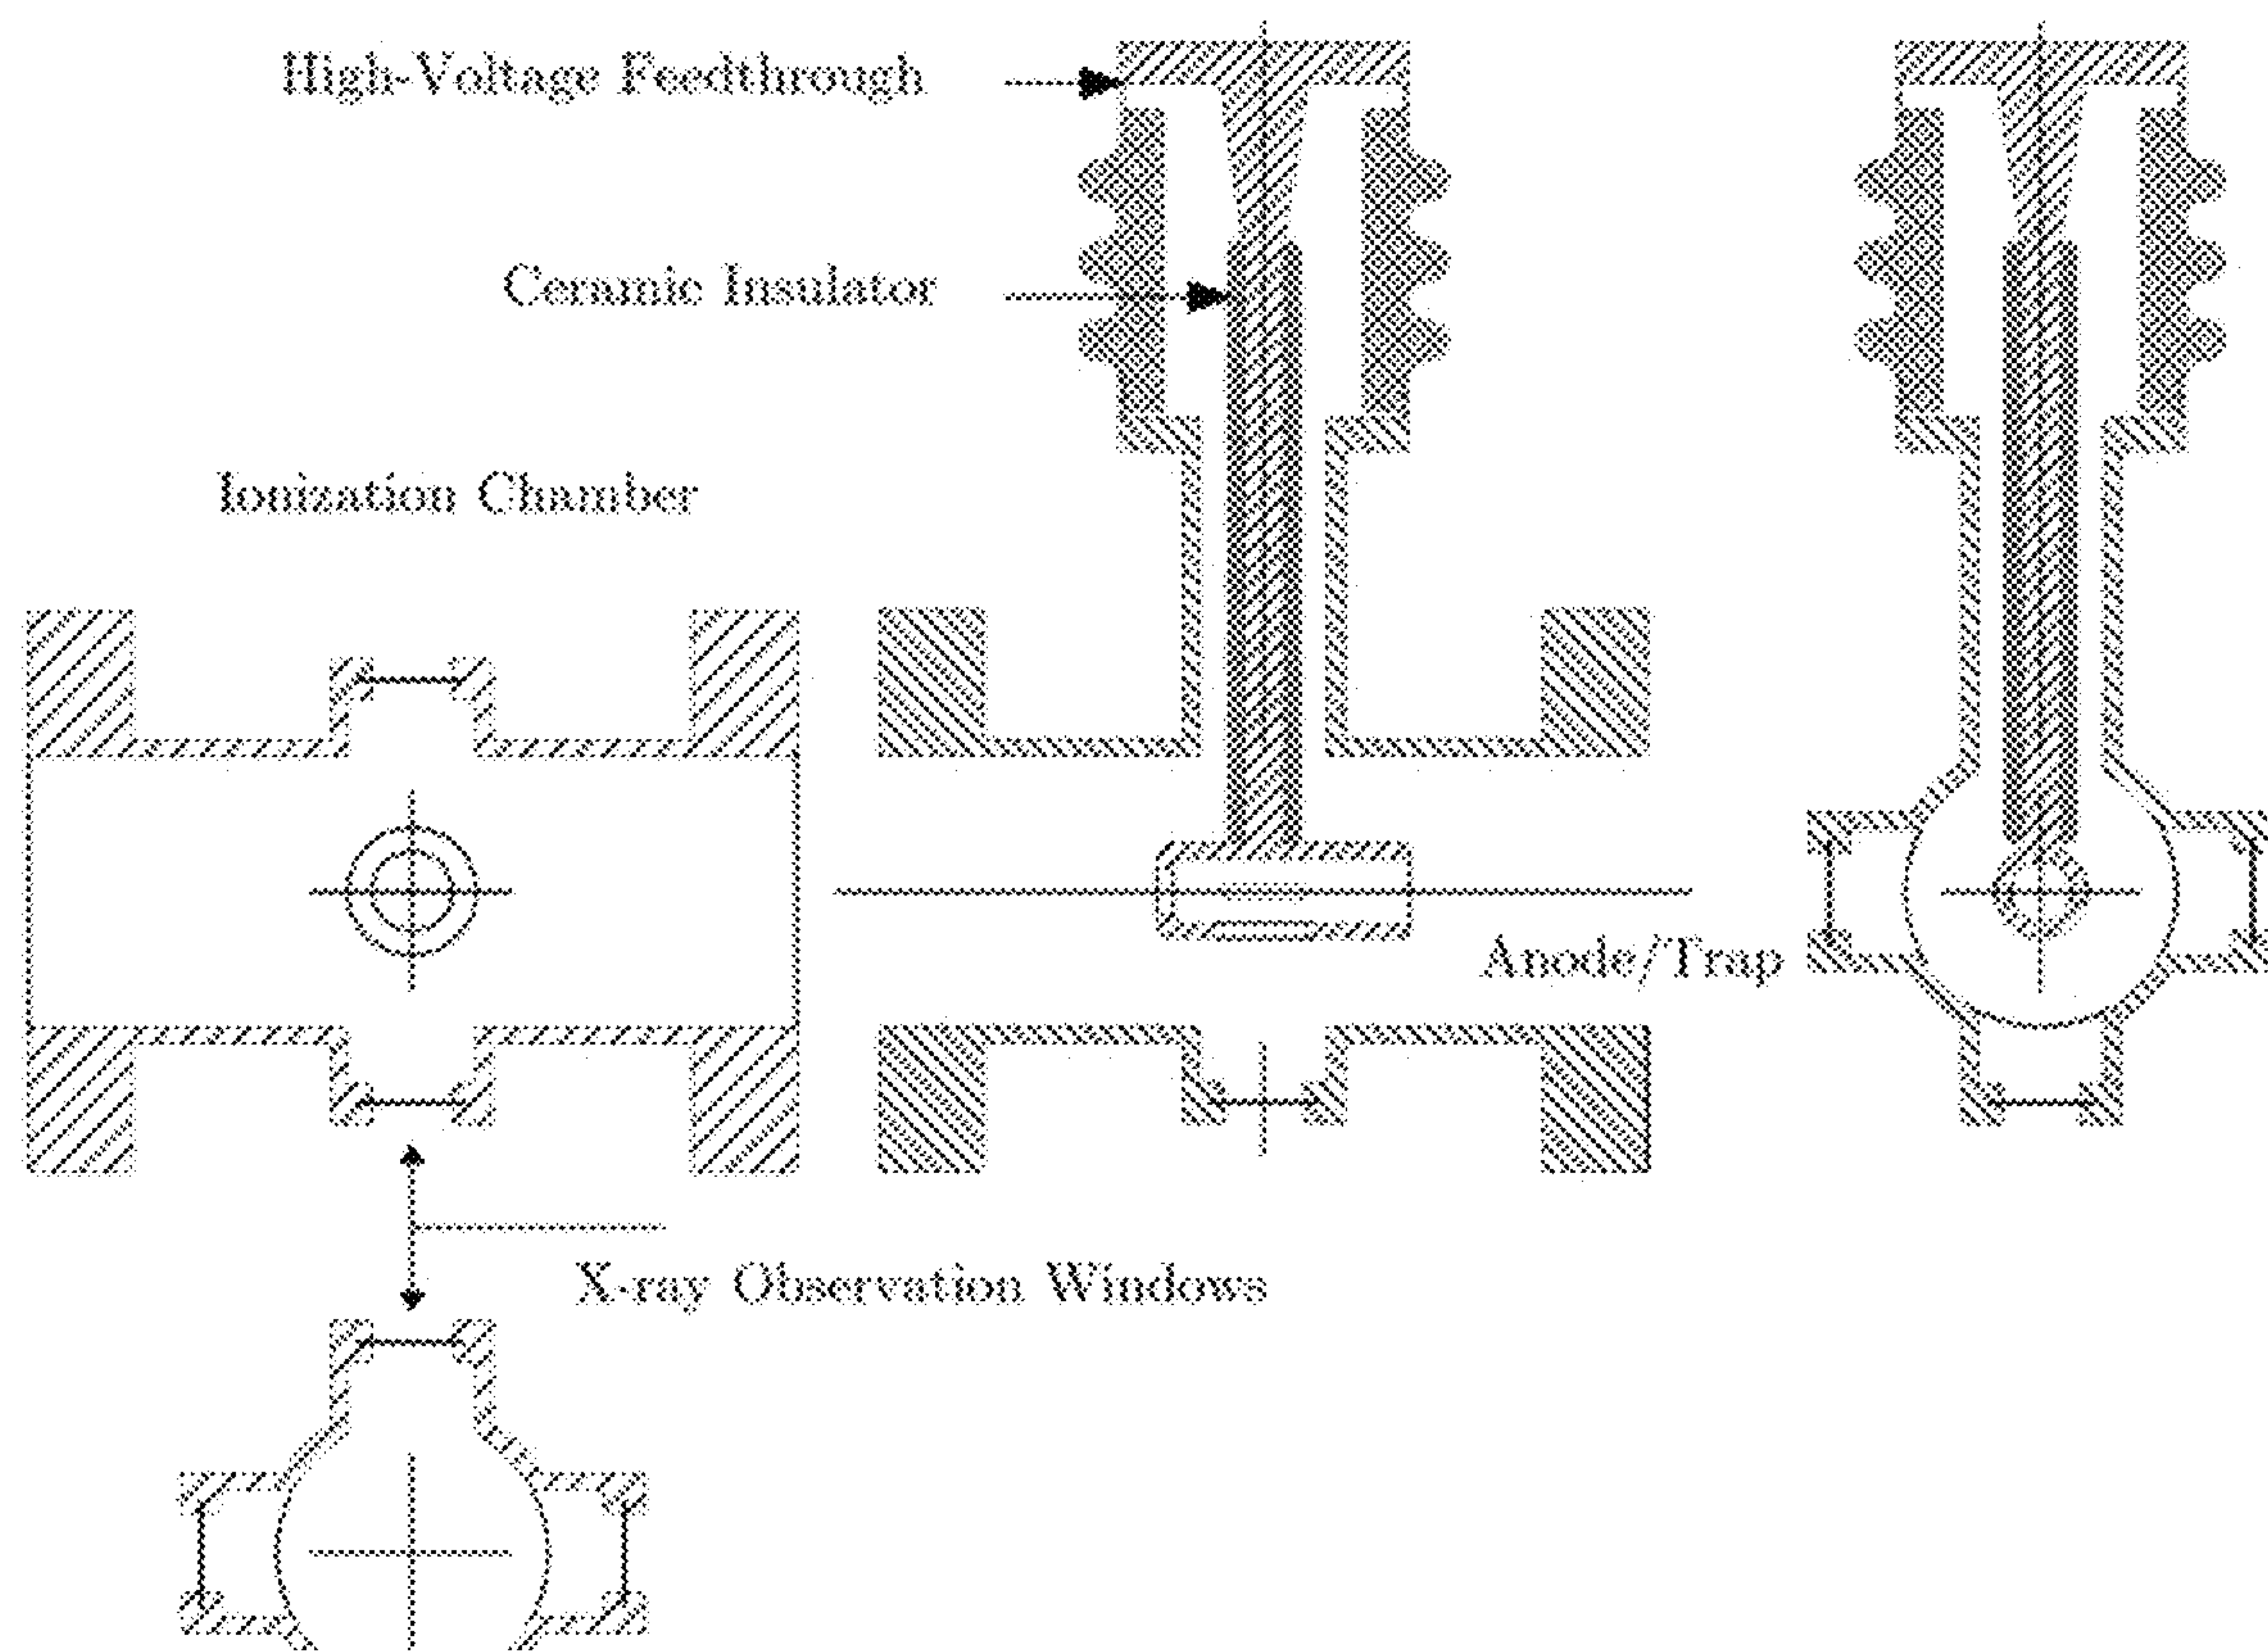 High-Voltage Feedthrough
Ceramic Insulator
Ionization Chamber
Anode/Trap
X-ray Observation Windows